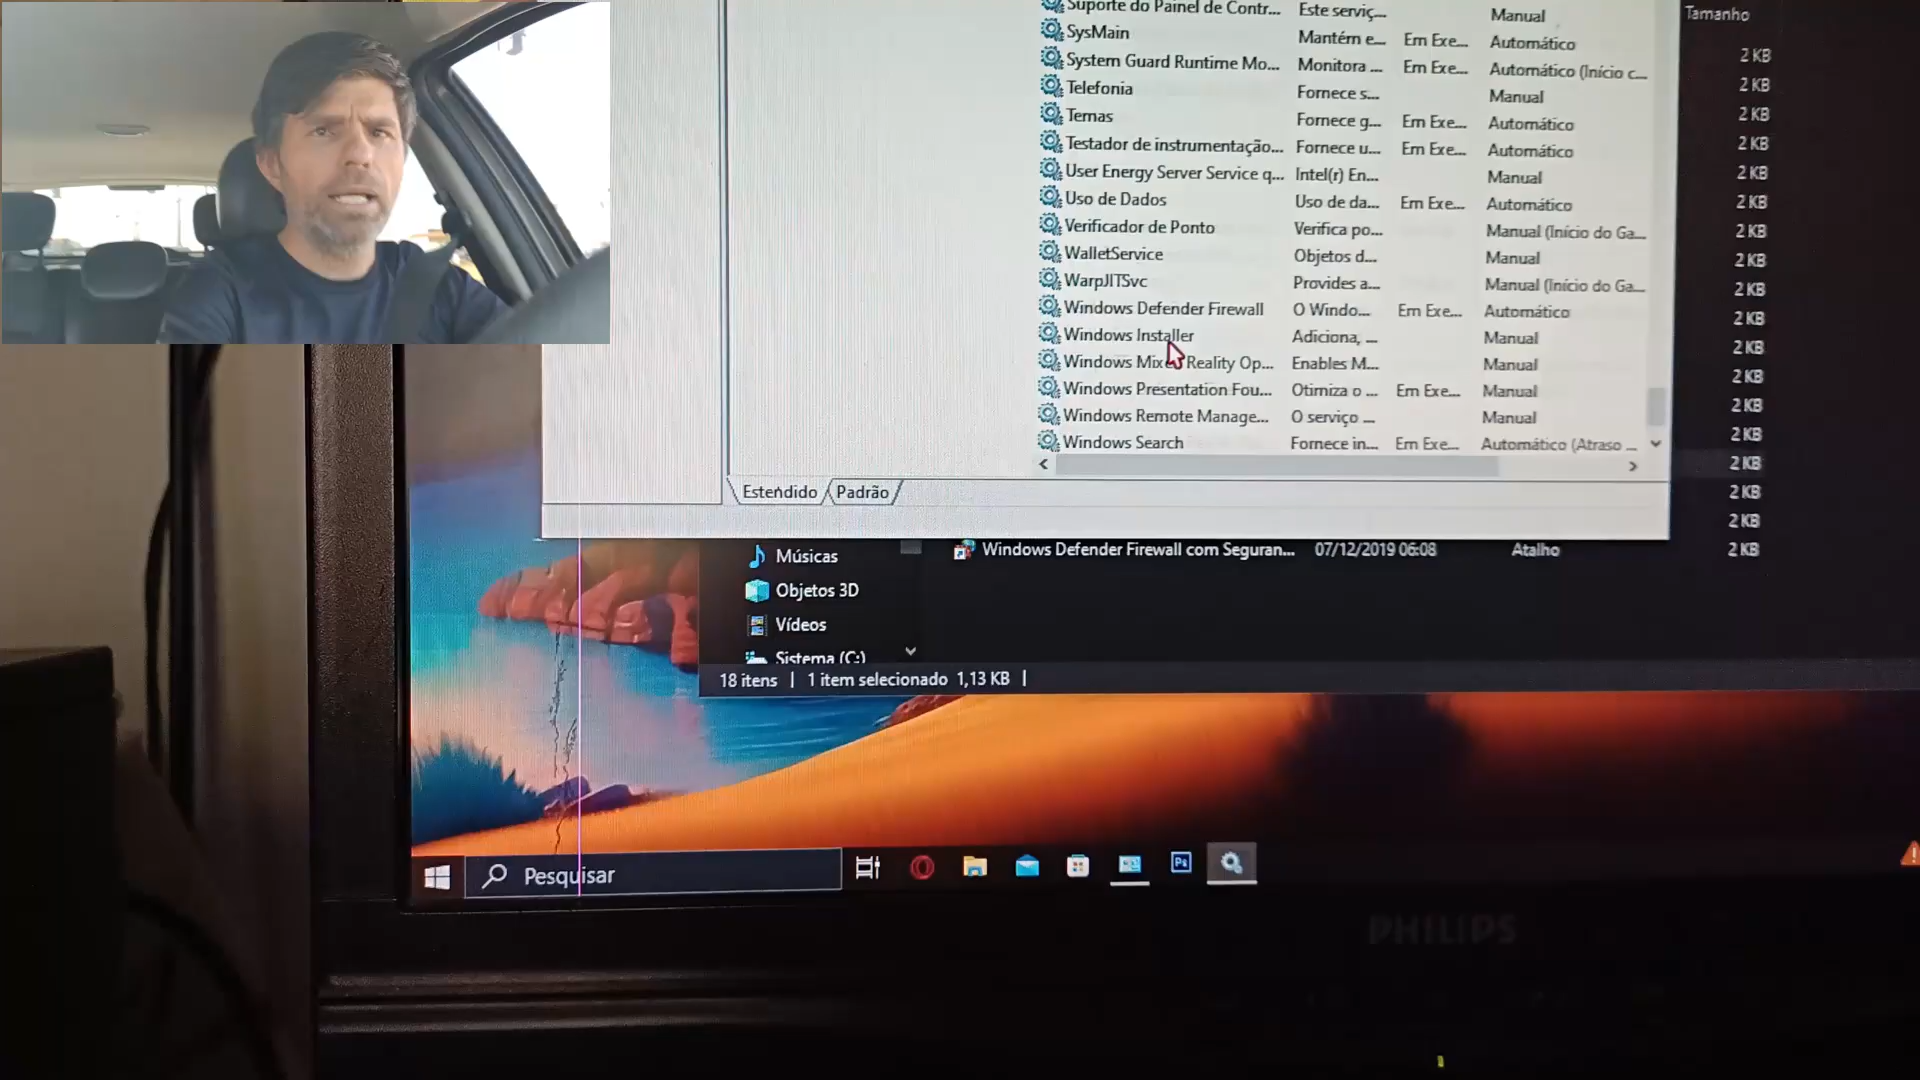 Tamanho
Suporte do Painel de Contr... Este serviç... Manual
SysMain Mantém e... Em Exe... Automático 2 KB
System Guard Runtime Mo... Monitora ... Em Exe... Automático (Início c... 2 KB
Telefonia Fornece s... Manual 2 KB
Temas Fornece g... Em Exe... Automático 2 KB
Testador de instrumentação... Fornece u... Em Exe... Automático 2 KB
User Energy Server Service q... Intel(r) En... Manual 2 KB
Uso de Dados Uso de da... Em Exe... Automático 2 KB
Verificador de Ponto Verifica po... Manual (Início do Ga... 2 KB
WalletService Objetos d... Manual 2 KB
WarpJITSvc Provides a... Manual (Início do Ga... 2 KB
Windows Defender Firewall O Windo... Em Exe... Automático 2 KB
Windows Installer Adiciona, ... Manual 2 KB
Windows Mixed Reality Op... Enables M... Manual 2 KB
Windows Presentation Fou... Otimiza o ... Em Exe... Manual 2 KB
Windows Remote Manage... O serviço ... Manual 2 KB
Windows Search Fornece in... Em Exe... Automático (Atraso ... 2 KB
2 KB
Estendido Padrão 2 KB
Músicas Windows Defender Firewall com Seguran... 07/12/2019 06:08 Atalho 2 KB
Objetos 3D
Vídeos
Sistema (C:)
18 itens | 1 item selecionado 1,13 KB |
Pesquisar Ps
PHILIPS